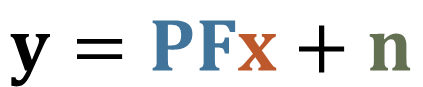 y = PFx + n